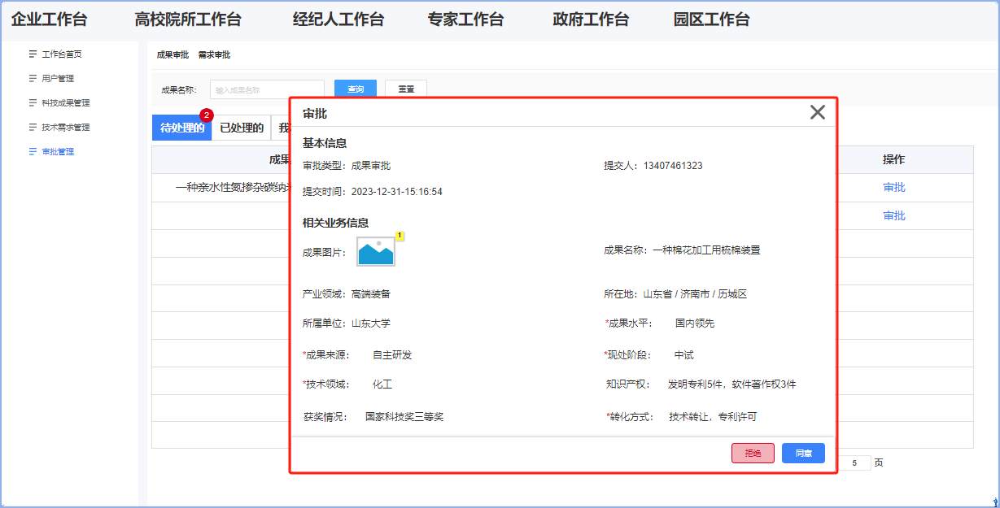 企业工作台 高校院所工作台 经纪人工作台 专家工作台 政府工作台 园区工作台
工作台首页
用户管理
科技成果管理
技术需求管理
审批管理
成果审批 需求审批
成果名称: 输入成果名称 查询 重置
待处理的 2 已处理的 我
成果 操作
一种亲水性氮掺杂碳纳 审批
审批
审批
基本信息
审批类型: 成果审批 提交人: 13407461323
提交时间: 2023-12-31-15:16:54
相关业务信息
成果图片: 1 成果名称: 一种棉花加工用梳棉装置
产业领域: 高端装备 所在地: 山东省 / 济南市 / 历城区
所属单位: 山东大学 *成果水平: 国内领先
*成果来源: 自主研发 *现处阶段: 中试
*技术领域: 化工 知识产权: 发明专利5件, 软件著作权3件
获奖情况: 国家科技奖三等奖 *转化方式: 技术转让, 专利许可
拒绝 同意
5 页